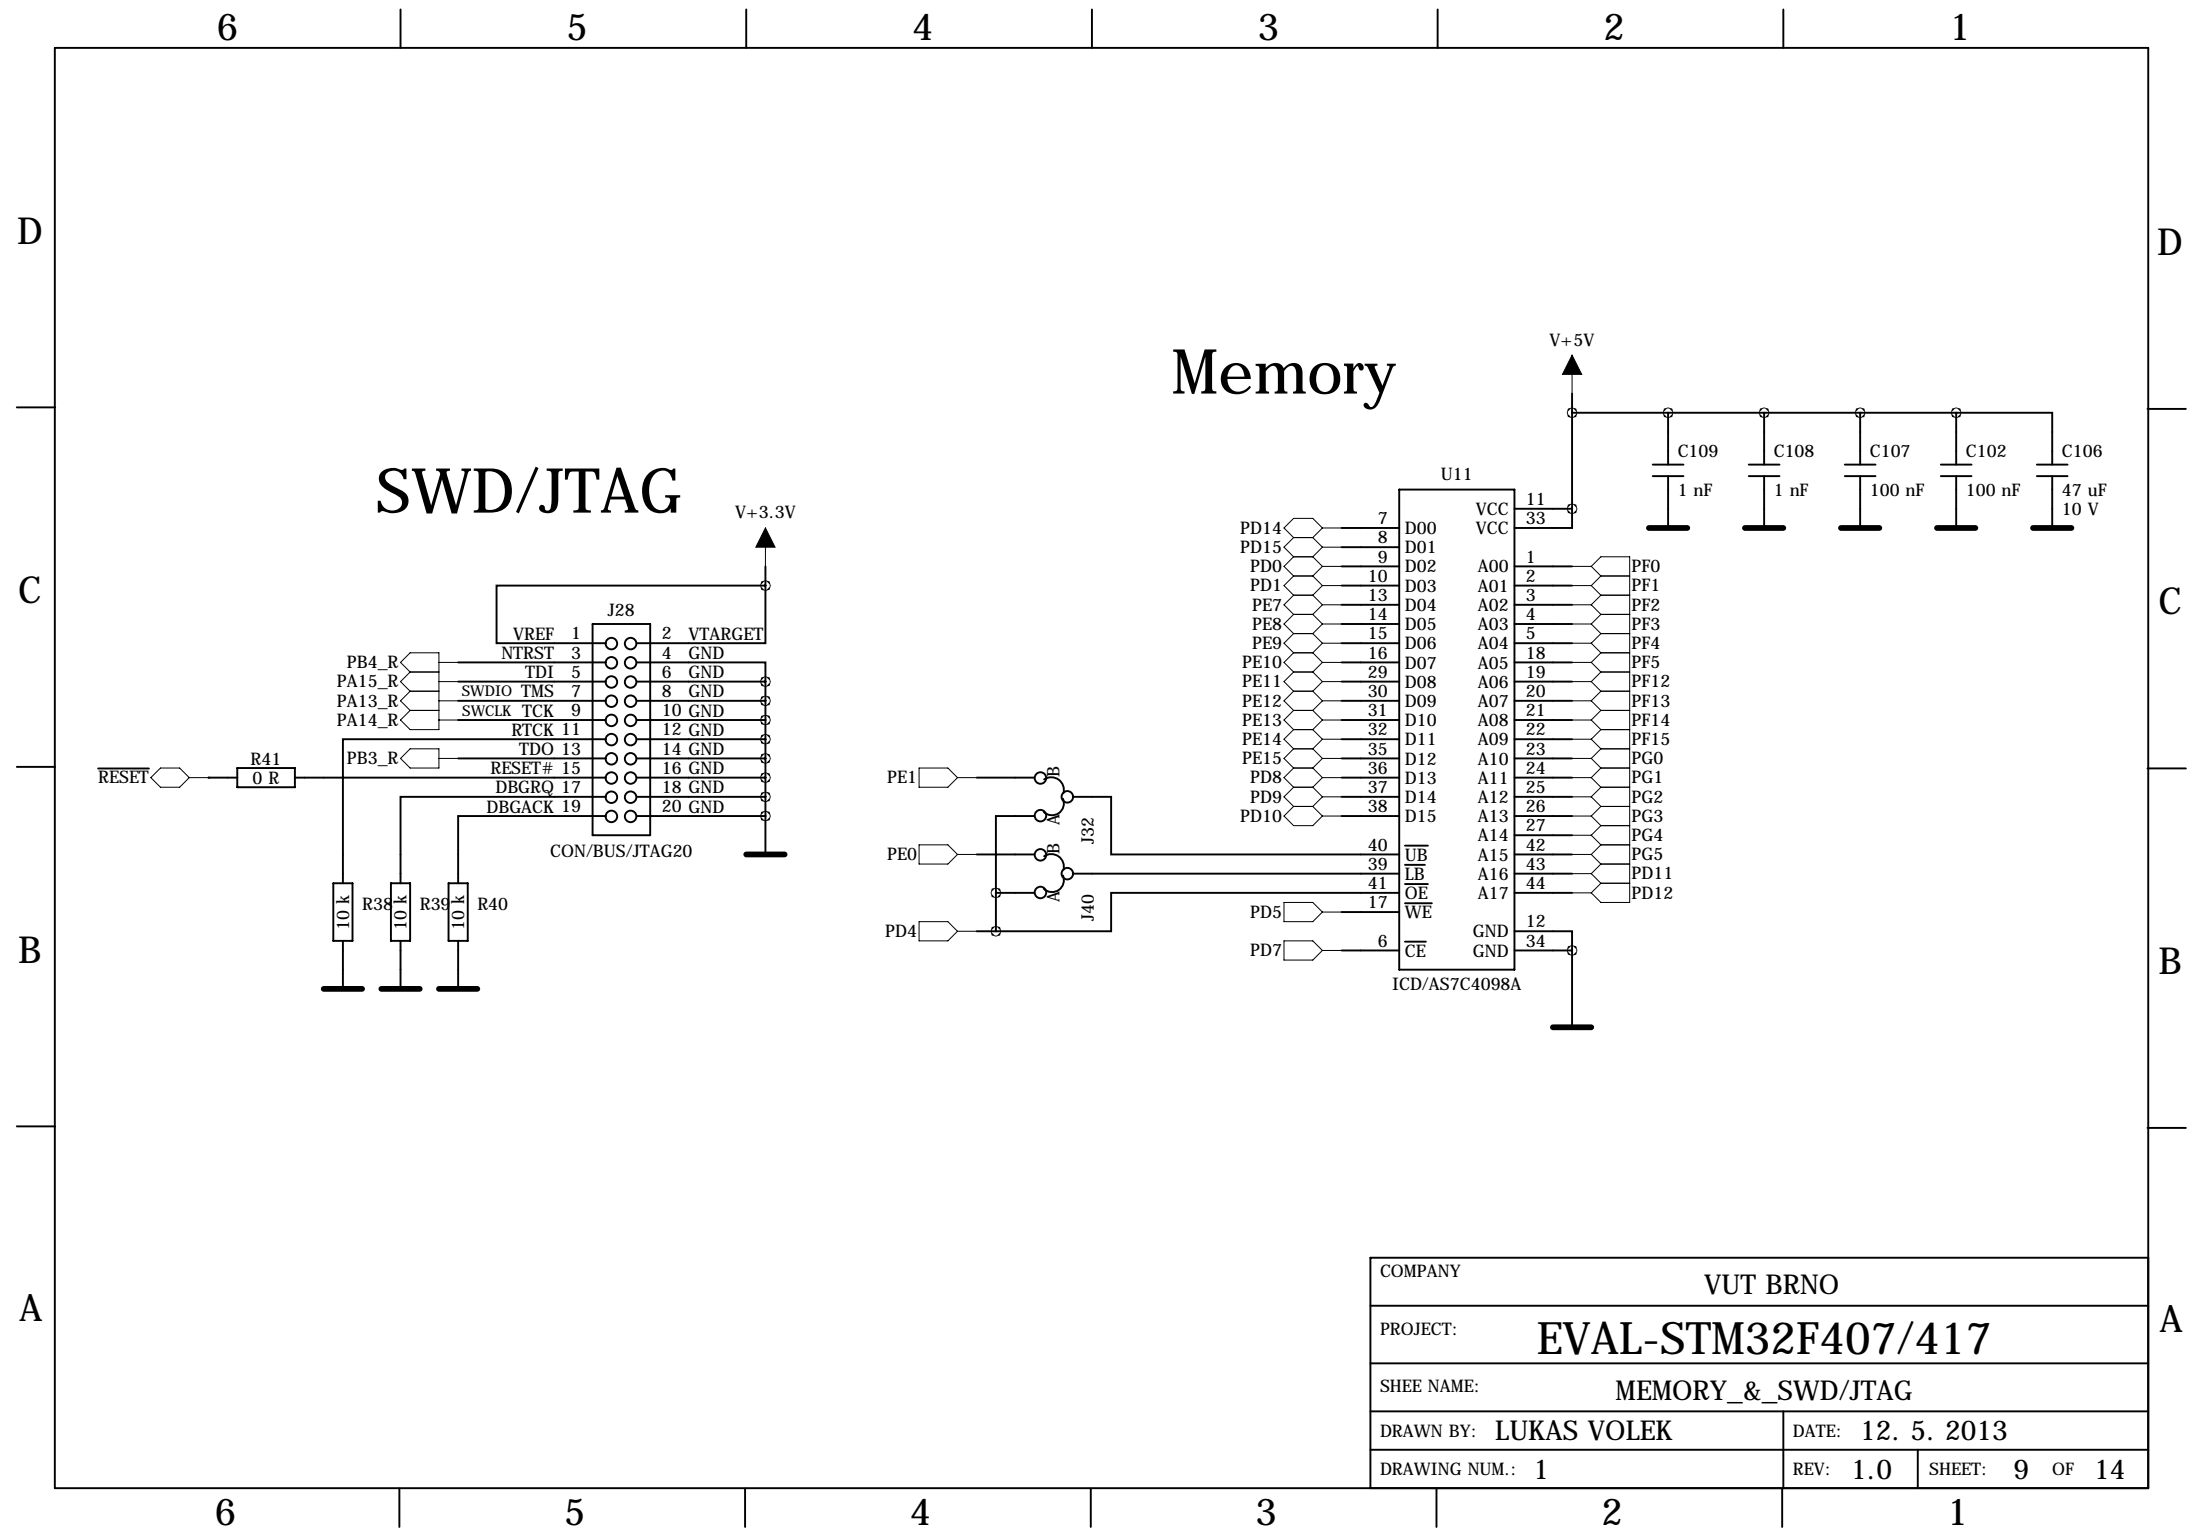 6 5 4 3 2 1
D
D
Memory
V+5V
C109
1 nF
C108
1 nF
C107
100 nF
C102
100 nF
C106
47 uF
10 V
SWD/JTAG
V+3.3V
C
C
J28
VREF 1 2 VTARGET
PB4_R NTRST 3 4 GND
PA15_R TDI 5 6 GND
PA13_R SWDIO TMS 7 8 GND
PA14_R SWCLK TCK 9 10 GND
RTCK 11 12 GND
PB3_R TDO 13 14 GND
RESET R41 0 R RESET# 15 16 GND
DBGRQ 17 18 GND
DBGACK 19 20 GND
CON/BUS/JTAG20
10 k R38
10 k R39
10 k R40
PE1 B A J32
PE0 B A J40
PD4
U11
PD14 7 D00
PD15 8 D01
PD0 9 D02
PD1 10 D03
PE7 13 D04
PE8 14 D05
PE9 15 D06
PE10 16 D07
PE11 29 D08
PE12 30 D09
PE13 31 D10
PE14 32 D11
PE15 35 D12
PD8 36 D13
PD9 37 D14
PD10 38 D15
40 UB
39 LB
41 OE
PD5 17 WE
PD7 6 CE
VCC 11
VCC 33
A00 1 PF0
A01 2 PF1
A02 3 PF2
A03 4 PF3
A04 5 PF4
A05 18 PF5
A06 19 PF12
A07 20 PF13
A08 21 PF14
A09 22 PF15
A10 23 PG0
A11 24 PG1
A12 25 PG2
A13 26 PG3
A14 27 PG4
A15 42 PG5
A16 43 PD11
A17 44 PD12
GND 12
GND 34
ICD/AS7C4098A
B
B
A
A
COMPANY VUT BRNO
PROJECT: EVAL-STM32F407/417
SHEE NAME: MEMORY_&_SWD/JTAG
DRAWN BY: LUKAS VOLEK DATE: 12. 5. 2013
DRAWING NUM.: 1 REV: 1.0 SHEET: 9 OF 14
6 5 4 3 2 1